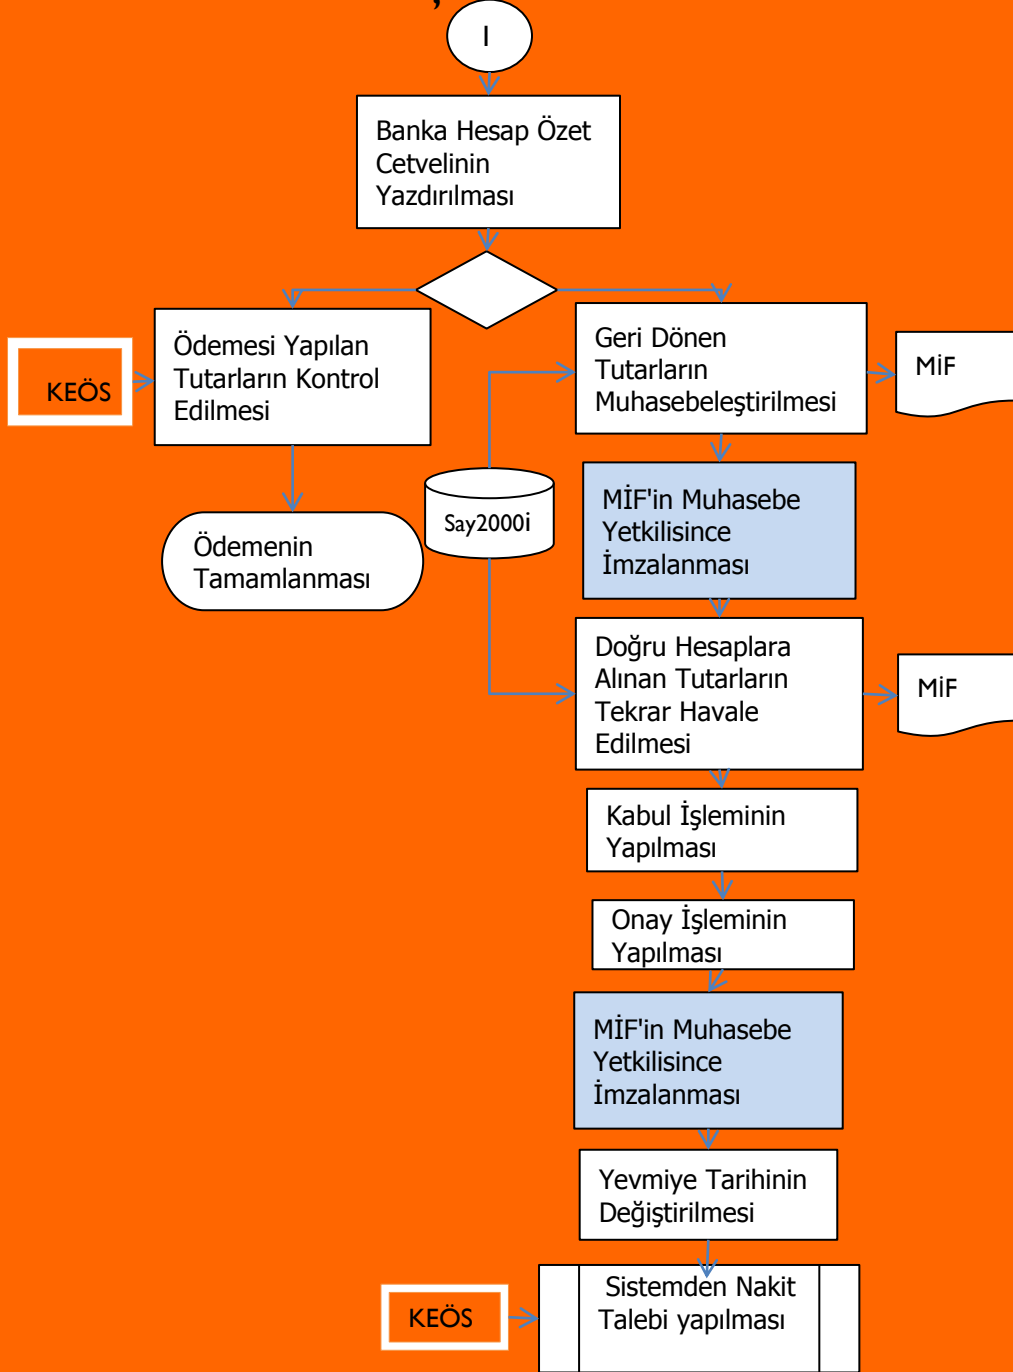 1
Banka Hesap Özet
Cetvelinin
Yazdırılması
KEÖS
Ödemesi Yapılan
Tutarların Kontrol
Edilmesi
Geri Dönen
Tutarların
Muhasebeleştirilmesi
MİF
Say2000i
MİF'in Muhasebe
Yetkilisince
İmzalanması
Ödemenin
Tamamlanması
Doğru Hesaplara
Alınan Tutarların
Tekrar Havale
Edilmesi
MİF
Kabul İşleminin
Yapılması
Onay İşleminin
Yapılması
MİF'in Muhasebe
Yetkilisince
İmzalanması
Yevmiye Tarihinin
Değiştirilmesi
KEÖS
Sistemden Nakit
Talebi yapılması